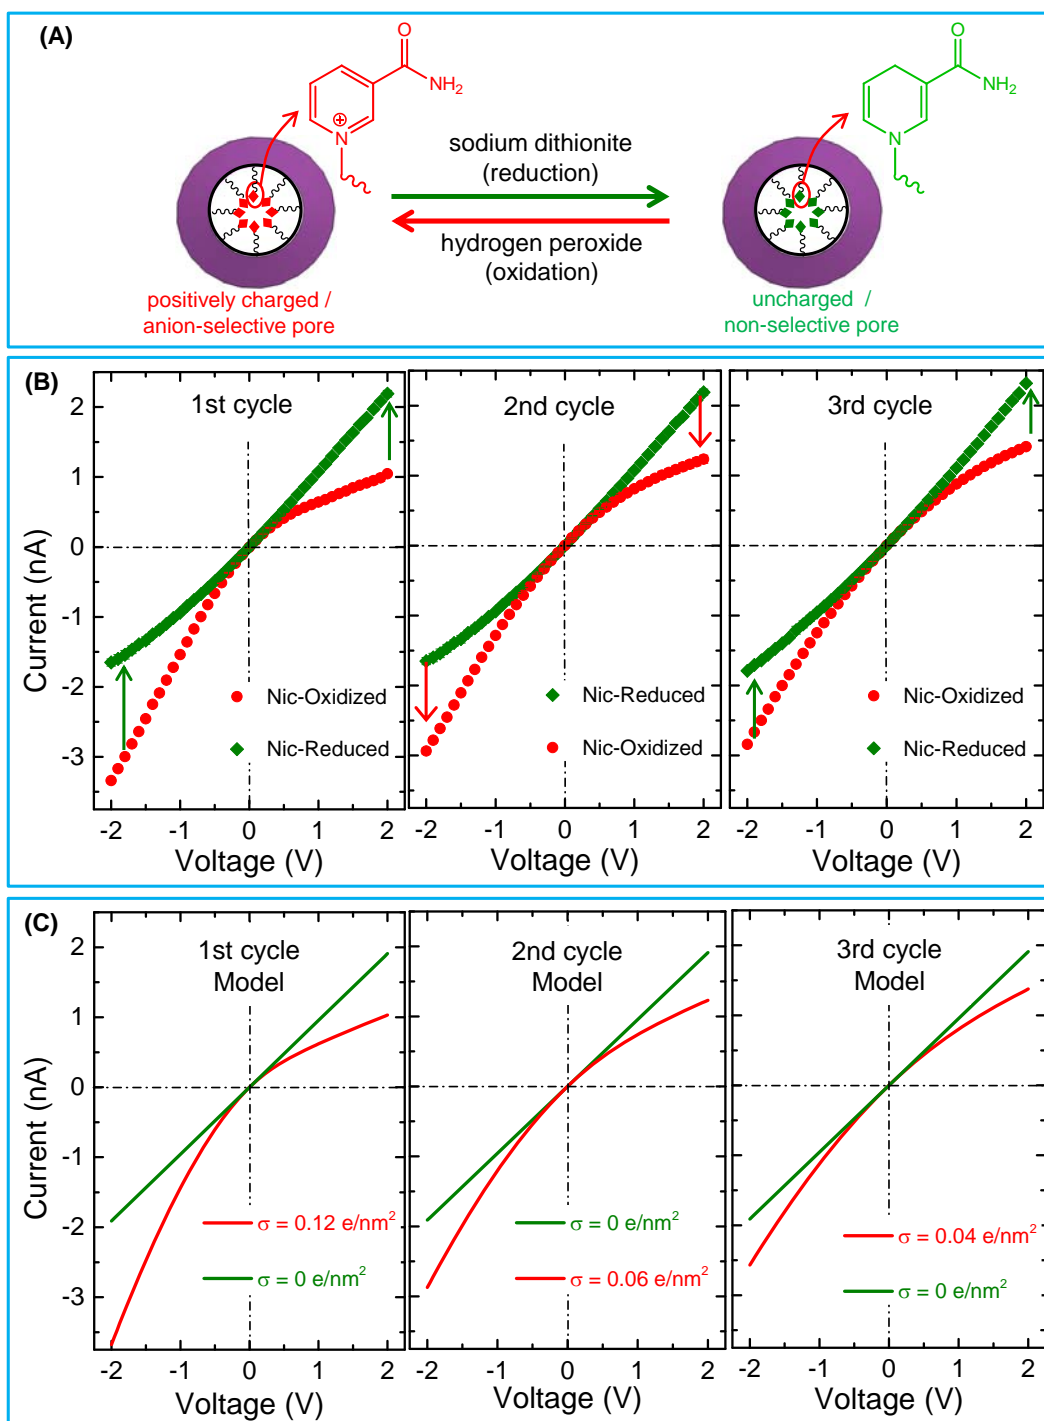 (A)
O
NH2
N
⊕
O
NH2
N
sodium dithionite
(reduction)
hydrogen peroxide
(oxidation)
positively charged /
anion-selective pore
uncharged /
non-selective pore
(B)
1st cycle
2nd cycle
3rd cycle
Current (nA)
2
1
0
-1
-2
-3
Nic-Oxidized
Nic-Reduced
Nic-Reduced
Nic-Oxidized
Nic-Oxidized
Nic-Reduced
-2 -1 0 1 2
-2 -1 0 1 2
-2 -1 0 1 2
Voltage (V)
Voltage (V)
Voltage (V)
(C)
1st cycle
Model
2nd cycle
Model
3rd cycle
Model
Current (nA)
2
1
0
-1
-2
-3
σ = 0.12 e/nm²
σ = 0 e/nm²
σ = 0 e/nm²
σ = 0.06 e/nm²
σ = 0.04 e/nm²
σ = 0 e/nm²
-2 -1 0 1 2
-2 -1 0 1 2
-2 -1 0 1 2
Voltage (V)
Voltage (V)
Voltage (V)